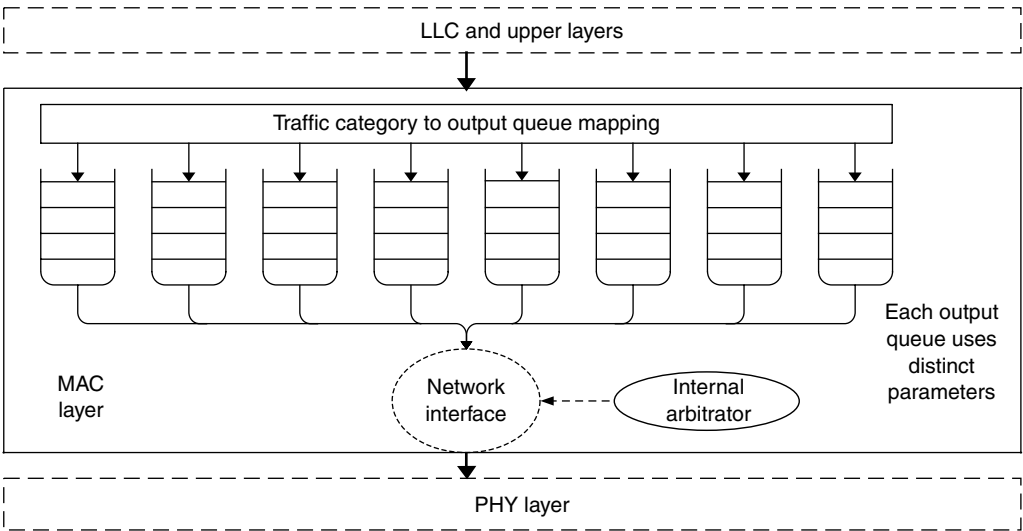 LLC and upper layers
Traffic category to output queue mapping
Each output
queue uses
distinct
parameters
MAC
layer
Network
interface
Internal
arbitrator
PHY layer